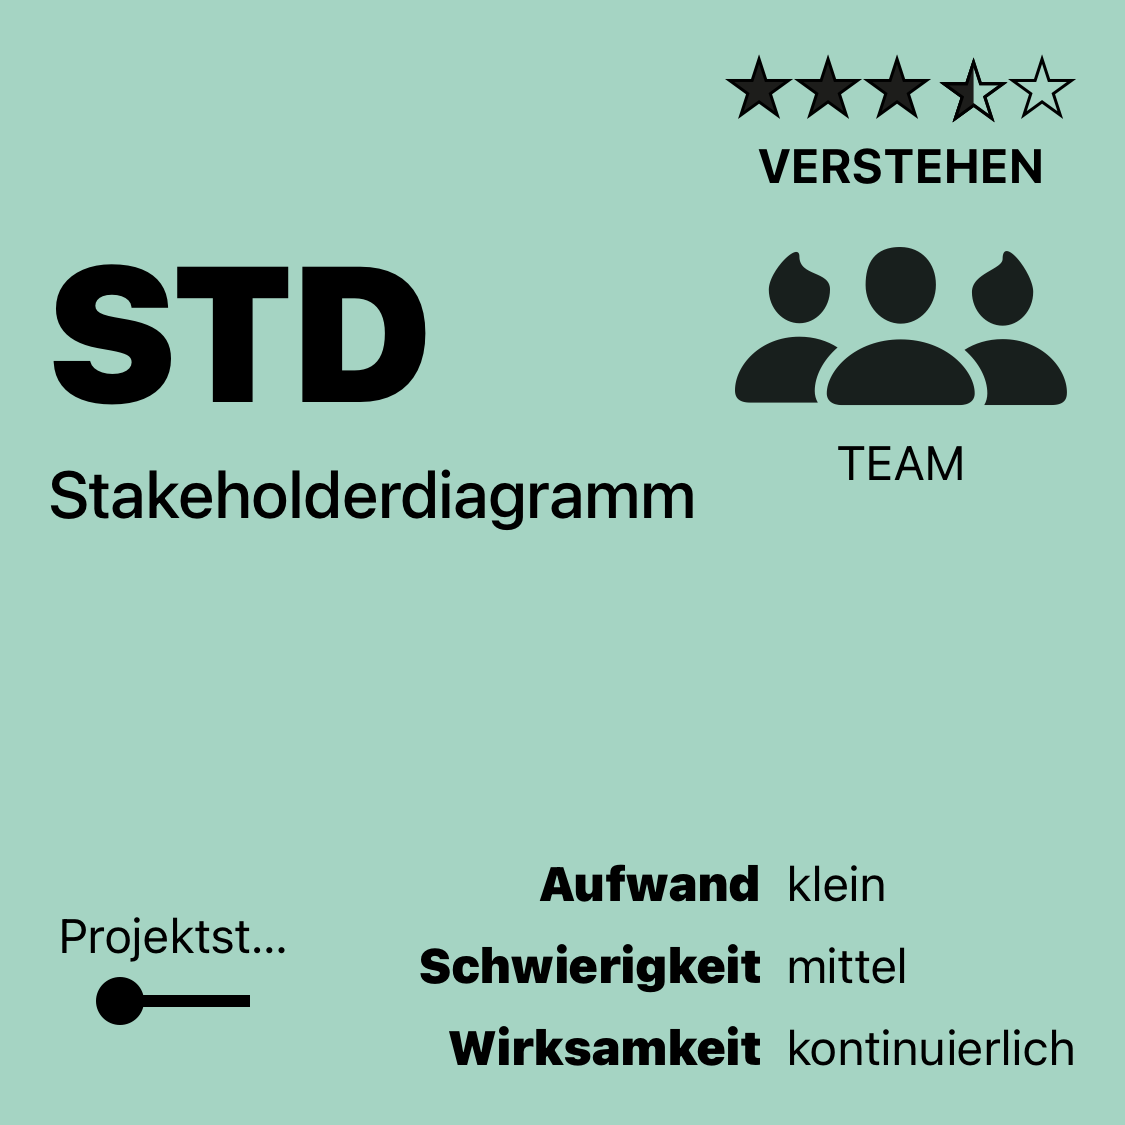 VERSTEHEN
STD
Stakeholderdiagramm
TEAM
Projektst...
Aufwand klein
Schwierigkeit mittel
Wirksamkeit kontinuierlich